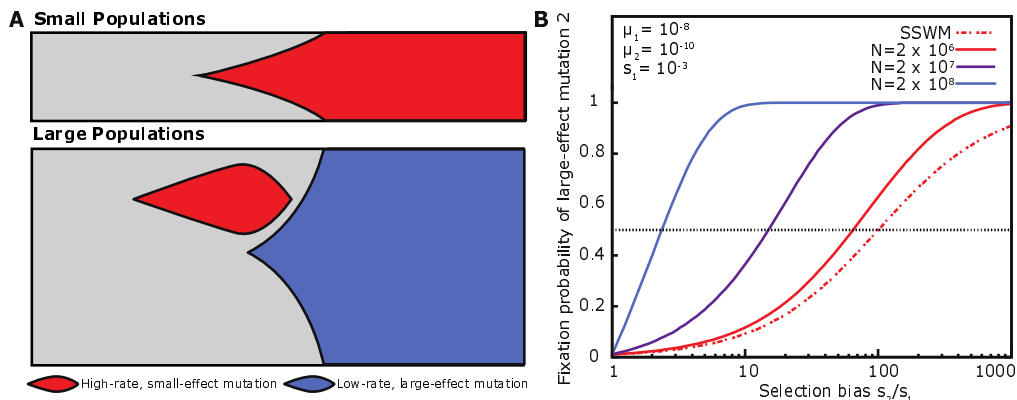 A
Small Populations
Large Populations
High-rate, small-effect mutation
Low-rate, large-effect mutation
B
Fixation probability of large-effect mutation 2
μ1 = 10-8
μ2 = 10-10
s1 = 10-3
SSWM
N=2 x 10⁶
N=2 x 10⁷
N=2 x 10⁸
1
0.8
0.6
0.4
0.2
0
1
10
100
1000
Selection bias s2/s1